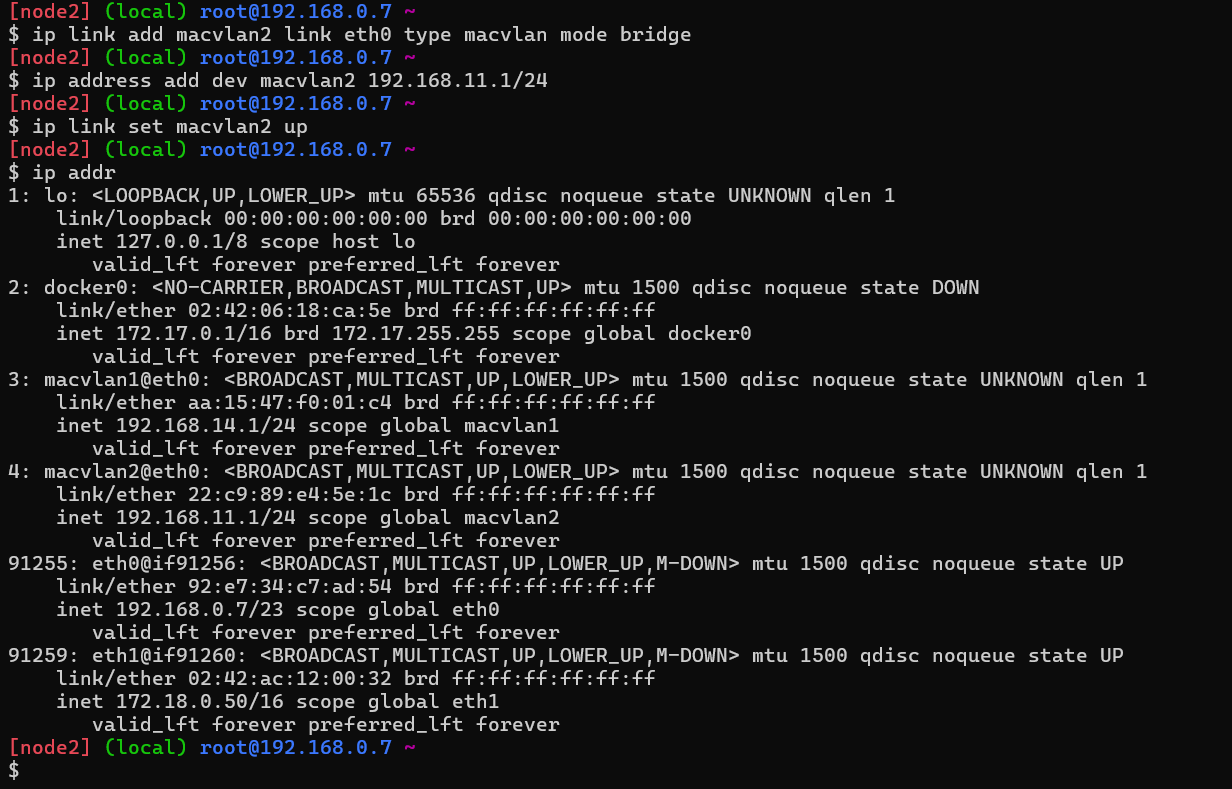 [node2] (local) root@192.168.0.7 ~
$ ip link add macvlan2 link eth0 type macvlan mode bridge
[node2] (local) root@192.168.0.7 ~
$ ip address add dev macvlan2 192.168.11.1/24
[node2] (local) root@192.168.0.7 ~
$ ip link set macvlan2 up
[node2] (local) root@192.168.0.7 ~
$ ip addr
1: lo: <LOOPBACK,UP,LOWER_UP> mtu 65536 qdisc noqueue state UNKNOWN qlen 1
    link/loopback 00:00:00:00:00:00 brd 00:00:00:00:00:00
    inet 127.0.0.1/8 scope host lo
       valid_lft forever preferred_lft forever
2: docker0: <NO-CARRIER,BROADCAST,MULTICAST,UP> mtu 1500 qdisc noqueue state DOWN
    link/ether 02:42:06:18:ca:5e brd ff:ff:ff:ff:ff:ff
    inet 172.17.0.1/16 brd 172.17.255.255 scope global docker0
       valid_lft forever preferred_lft forever
3: macvlan1@eth0: <BROADCAST,MULTICAST,UP,LOWER_UP> mtu 1500 qdisc noqueue state UNKNOWN qlen 1
    link/ether aa:15:47:f0:01:c4 brd ff:ff:ff:ff:ff:ff
    inet 192.168.14.1/24 scope global macvlan1
       valid_lft forever preferred_lft forever
4: macvlan2@eth0: <BROADCAST,MULTICAST,UP,LOWER_UP> mtu 1500 qdisc noqueue state UNKNOWN qlen 1
    link/ether 22:c9:89:e4:5e:1c brd ff:ff:ff:ff:ff:ff
    inet 192.168.11.1/24 scope global macvlan2
       valid_lft forever preferred_lft forever
91255: eth0@if91256: <BROADCAST,MULTICAST,UP,LOWER_UP,M-DOWN> mtu 1500 qdisc noqueue state UP
    link/ether 92:e7:34:c7:ad:54 brd ff:ff:ff:ff:ff:ff
    inet 192.168.0.7/23 scope global eth0
       valid_lft forever preferred_lft forever
91259: eth1@if91260: <BROADCAST,MULTICAST,UP,LOWER_UP,M-DOWN> mtu 1500 qdisc noqueue state UP
    link/ether 02:42:ac:12:00:32 brd ff:ff:ff:ff:ff:ff
    inet 172.18.0.50/16 scope global eth1
       valid_lft forever preferred_lft forever
[node2] (local) root@192.168.0.7 ~
$